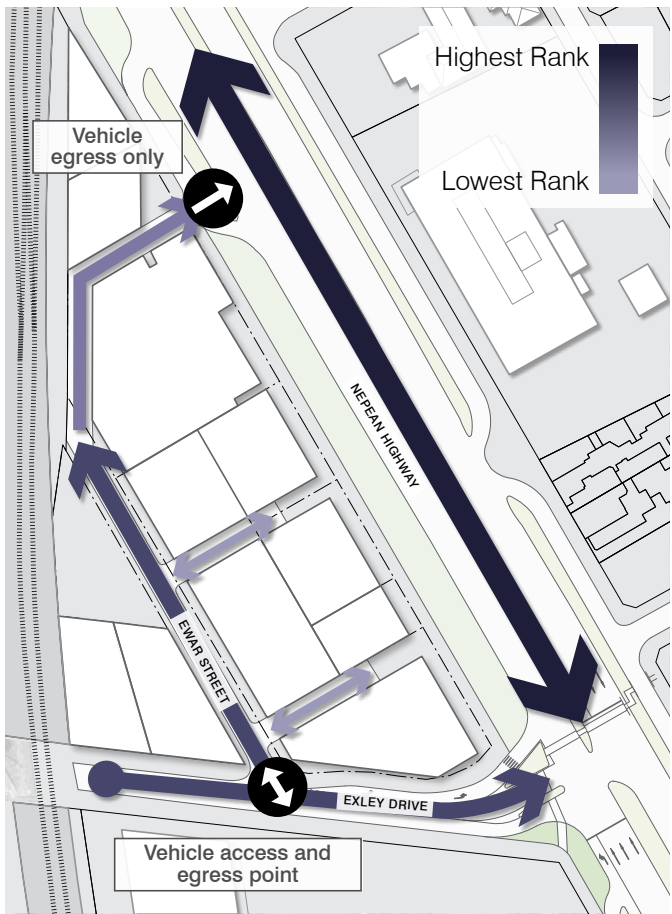 Highest Rank
Lowest Rank
Vehicle
egress only
NEPEAN HIGHWAY
EWAR STREET
EXLEY DRIVE
Vehicle access and
egress point